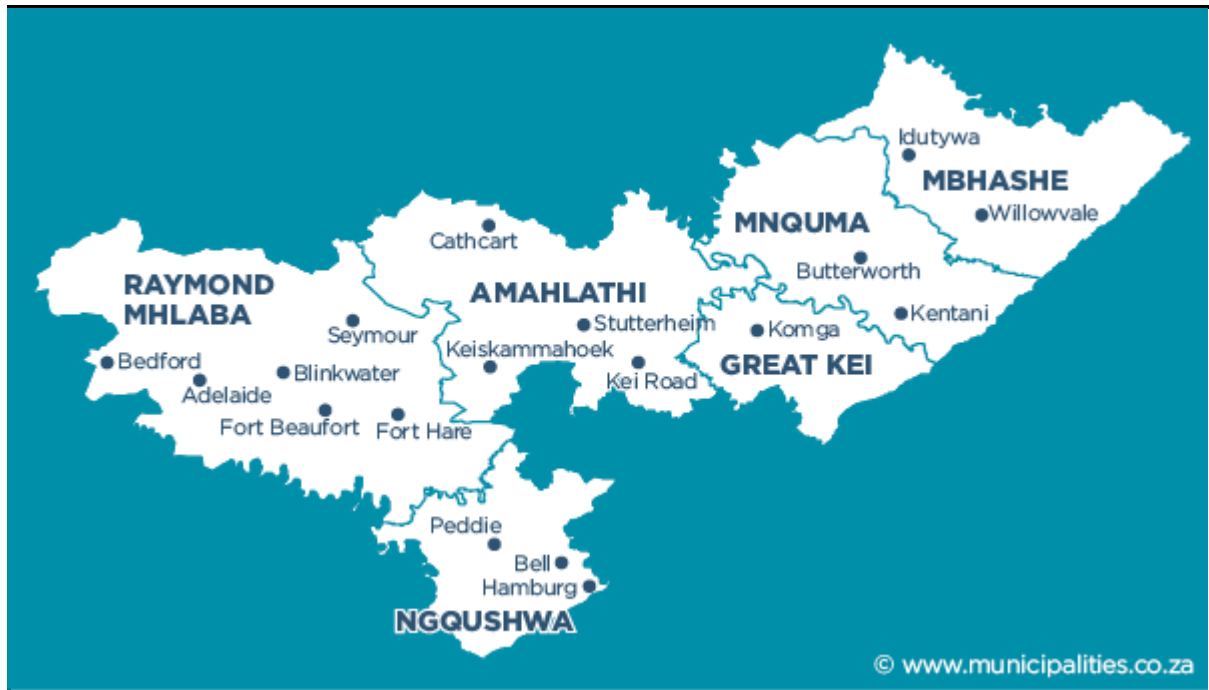 Idutywa
MBHASHE
Willowvale
MNQUMA
Butterworth
Kentani
Cathcart
AMAHLATHI
Stutterheim
Keiskammahoek
Kei Road
Komga
GREAT KEI
RAYMOND
MHLABA
Seymour
Bedford
Blinkwater
Adelaide
Fort Beaufort
Fort Hare
Peddie
Bell
Hamburg
NGQUSHWA
© www.municipalities.co.za